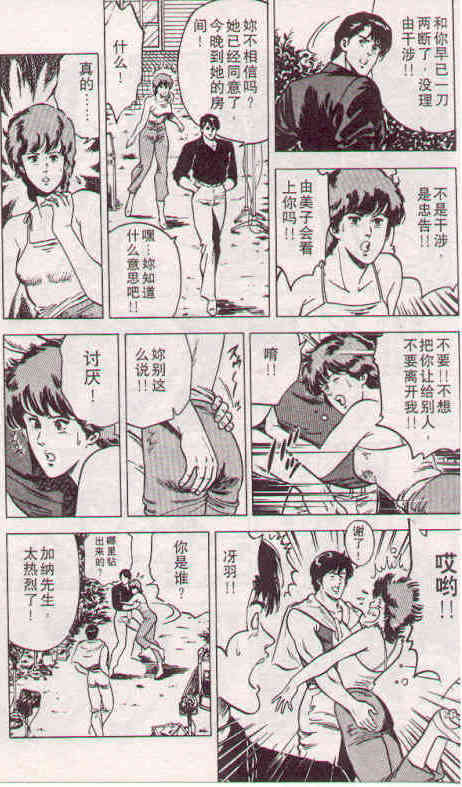 和你早已一刀
两断了，没理
由干涉!!
不是干涉，
是忠告!!
由美子会看
上你吗!!
妳不相信吗？
她已经同意了，
今晚到她的房
间！
什么！
嘿…妳知道
什么意思吧!!
真的……
不要!!不想
把你让给别人，
不要离开我!!
唷!!
妳别这
么说!!
讨厌！
哎哟!!
谢了！
冴羽!!
你是谁？
哪里钻
出来的？
加纳先生，
太热烈了！